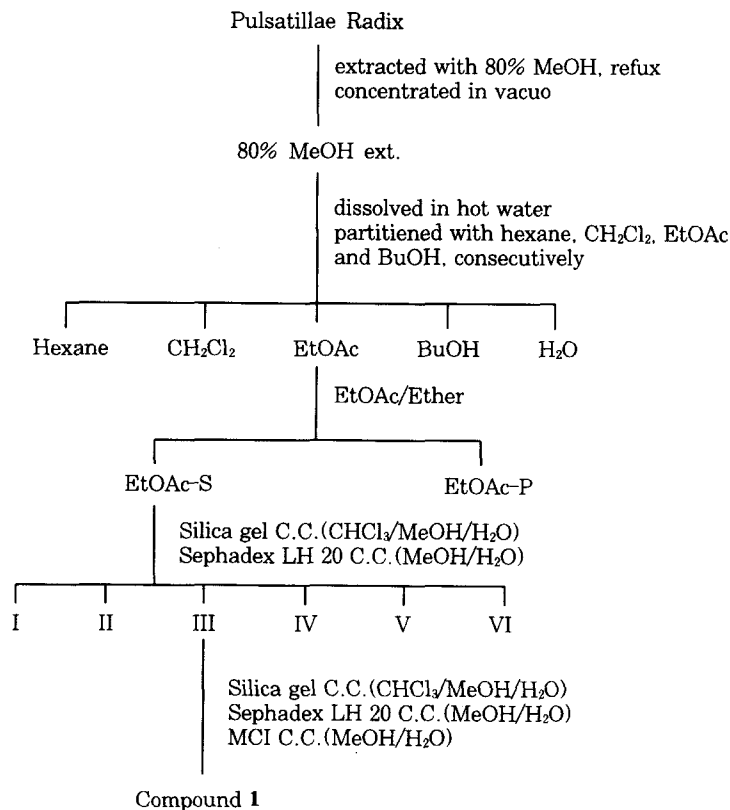 Pulsatillae Radix
extracted with 80% MeOH, refux
concentrated in vacuo
80% MeOH ext.
dissolved in hot water
partitiened with hexane, CH₂Cl₂, EtOAc
and BuOH, consecutively
Hexane CH₂Cl₂ EtOAc BuOH H₂O
EtOAc/Ether
EtOAc-S EtOAc-P
Silica gel C.C.(CHCl₃/MeOH/H₂O)
Sephadex LH 20 C.C.(MeOH/H₂O)
I II III IV V VI
Silica gel C.C.(CHCl₃/MeOH/H₂O)
Sephadex LH 20 C.C.(MeOH/H₂O)
MCI C.C.(MeOH/H₂O)
Compound 1